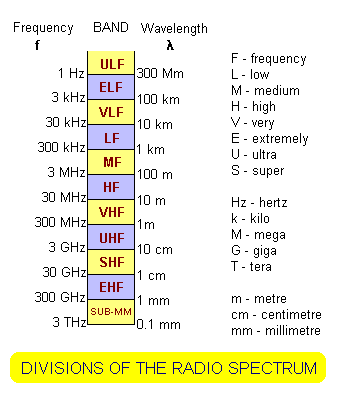 Frequency BAND Wavelength
f λ
ULF
1 Hz 300 Mm
ELF
3 kHz 100 km
VLF
30 kHz 10 km
LF
300 kHz 1 km
MF
3 MHz 100 m
HF
30 MHz 10 m
VHF
300 MHz 1m
UHF
3 GHz 10 cm
SHF
30 GHz 1 cm
EHF
300 GHz 1 mm
SUB-MM
3 THz 0.1 mm
F - frequency
L - low
M - medium
H - high
V - very
E - extremely
U - ultra
S - super
Hz - hertz
k - kilo
M - mega
G - giga
T - tera
m - metre
cm - centimetre
mm - millimetre
DIVISIONS OF THE RADIO SPECTRUM